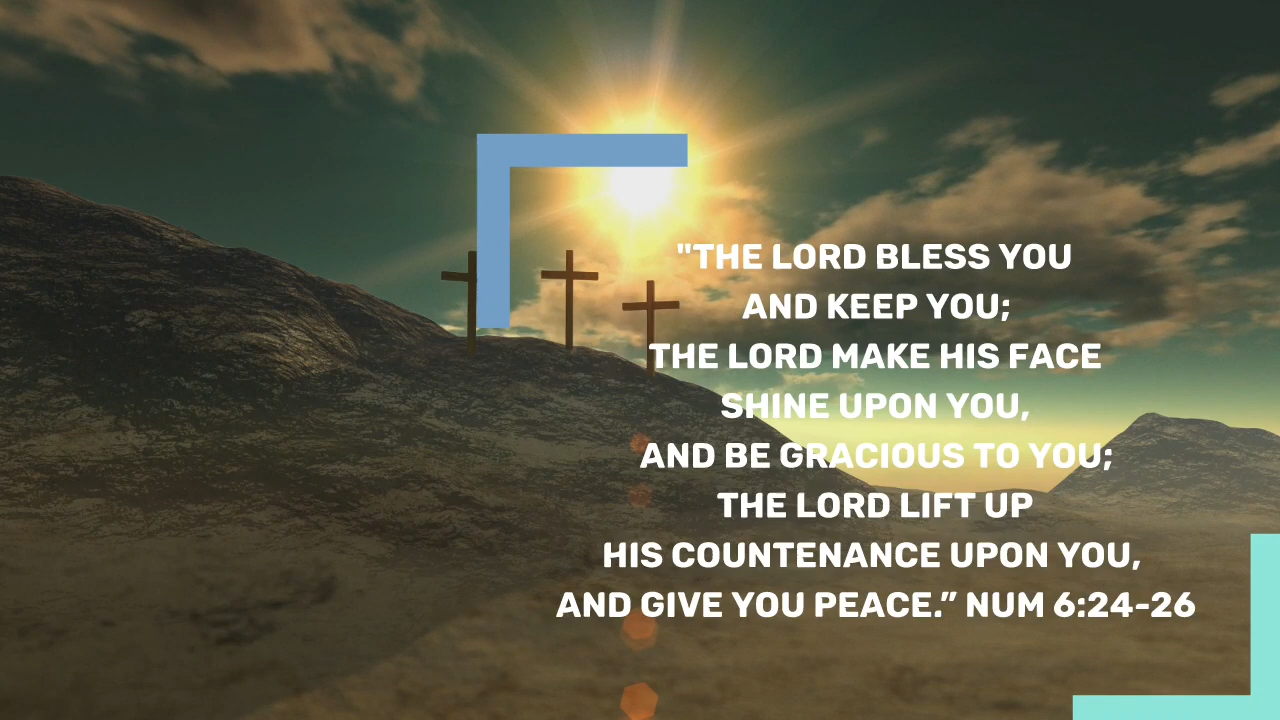 "THE LORD BLESS YOU
AND KEEP YOU;
THE LORD MAKE HIS FACE
SHINE UPON YOU,
AND BE GRACIOUS TO YOU;
THE LORD LIFT UP
HIS COUNTENANCE UPON YOU,
AND GIVE YOU PEACE.” NUM 6:24-26